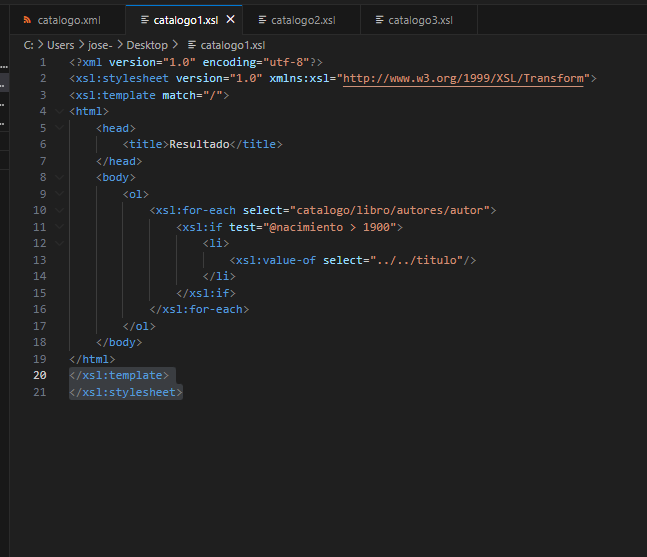 catalogo.xml catalogo1.xsl catalogo2.xsl catalogo3.xsl
C: > Users > jose- > Desktop > catalogo1.xsl
1 <?xml version="1.0" encoding="utf-8"?>
2 <xsl:stylesheet version="1.0" xmlns:xsl="http://www.w3.org/1999/XSL/Transform">
3 <xsl:template match="/">
4 <html>
5 <head>
6 <title>Resultado</title>
7 </head>
8 <body>
9 <ol>
10 <xsl:for-each select="catalogo/libro/autores/autor">
11 <xsl:if test="@nacimiento > 1900">
12 <li>
13 <xsl:value-of select="../../titulo"/>
14 </li>
15 </xsl:if>
16 </xsl:for-each>
17 </ol>
18 </body>
19 </html>
20 </xsl:template>
21 </xsl:stylesheet>